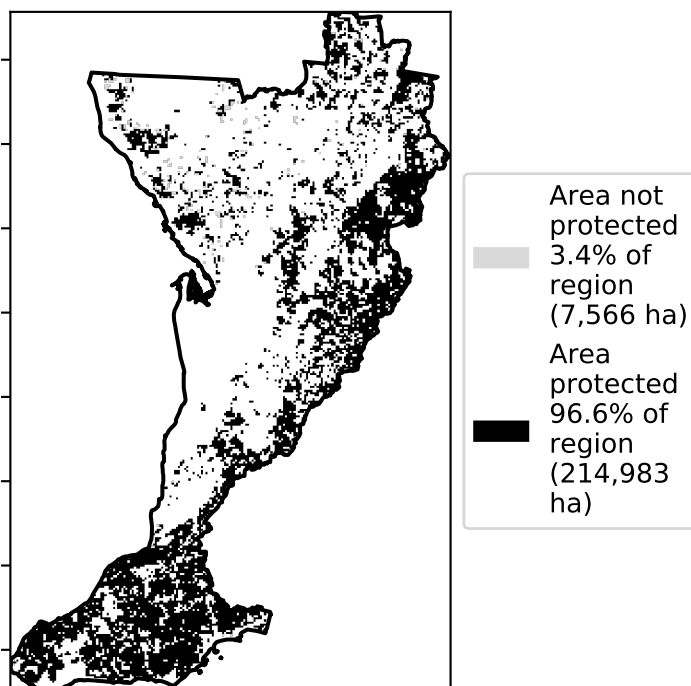 Area not
protected
3.4% of
region
(7,566 ha)
Area
protected
96.6% of
region
(214,983
ha)